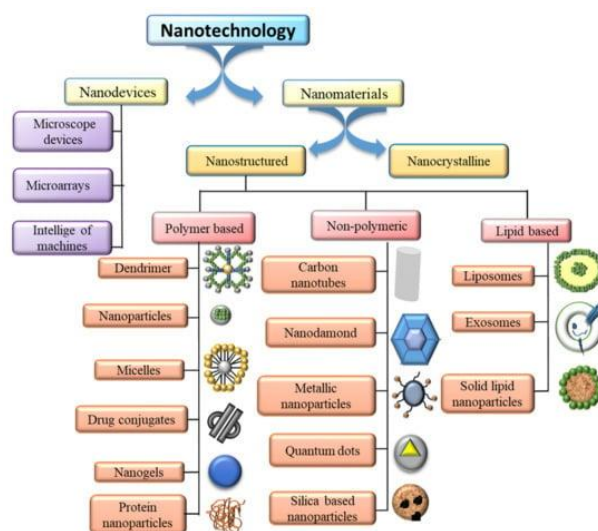 Nanotechnology
Nanodevices
Nanomaterials
Microscope
devices
Microarrays
Intellige of
machines
Nanostructured
Nanocrystalline
Polymer based
Non-polymeric
Lipid based
Dendrimer
Nanoparticles
Micelles
Drug conjugates
Nanogels
Protein
nanoparticles
Carbon
nanotubes
Nanodamond
Metallic
nanoparticles
Quantum dots
Silica based
nanoparticles
Liposomes
Exosomes
Solid lipid
nanoparticles